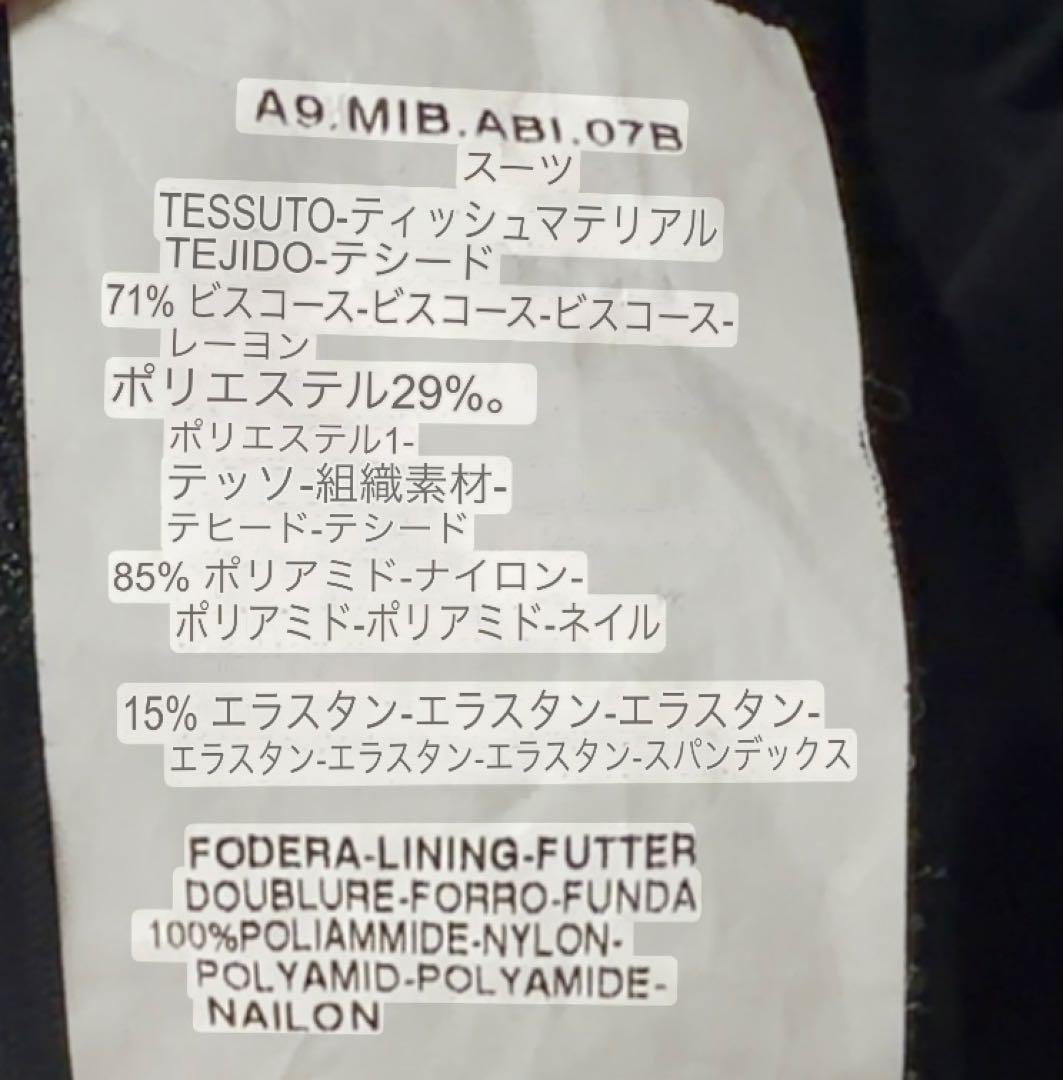 A9.MIB.ABI.07B
スーツ
TESSUTO-ティッシュマテリアル
TEJIDO-テシード
71% ビスコース-ビスコース-ビスコース-
レーヨン
ポリエステル29%。
ポリエステル1-
テッソ-組織素材-
テヒード-テシード
85% ポリアミド-ナイロン-
ポリアミド-ポリアミド-ネイル
15% エラスタン-エラスタン-エラスタン-
エラスタン-エラスタン-エラスタン-スパンデックス
FODERA-LINING-FUTTER
DOUBLURE-FORRO-FUNDA
100%POLIAMMIDE-NYLON-
POLYAMID-POLYAMIDE-
NAILON